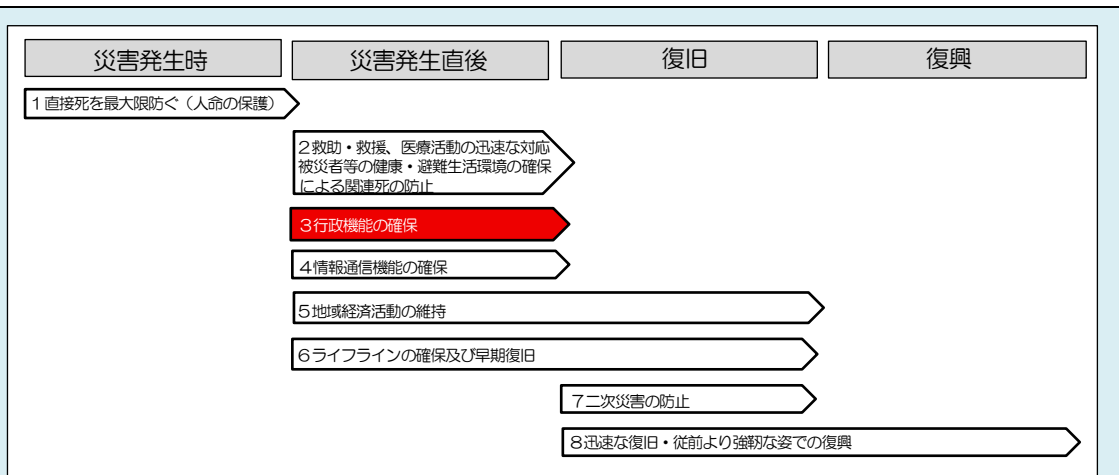 災害発生時
災害発生直後
復旧
復興
1直接死を最大限防ぐ（人命の保護）
2救助・救援、医療活動の迅速な対応
被災者等の健康・避難生活環境の確保
による関連死の防止
3行政機能の確保
4情報通信機能の確保
5地域経済活動の維持
6ライフラインの確保及び早期復旧
7二次災害の防止
8迅速な復旧・従前より強靱な姿での復興